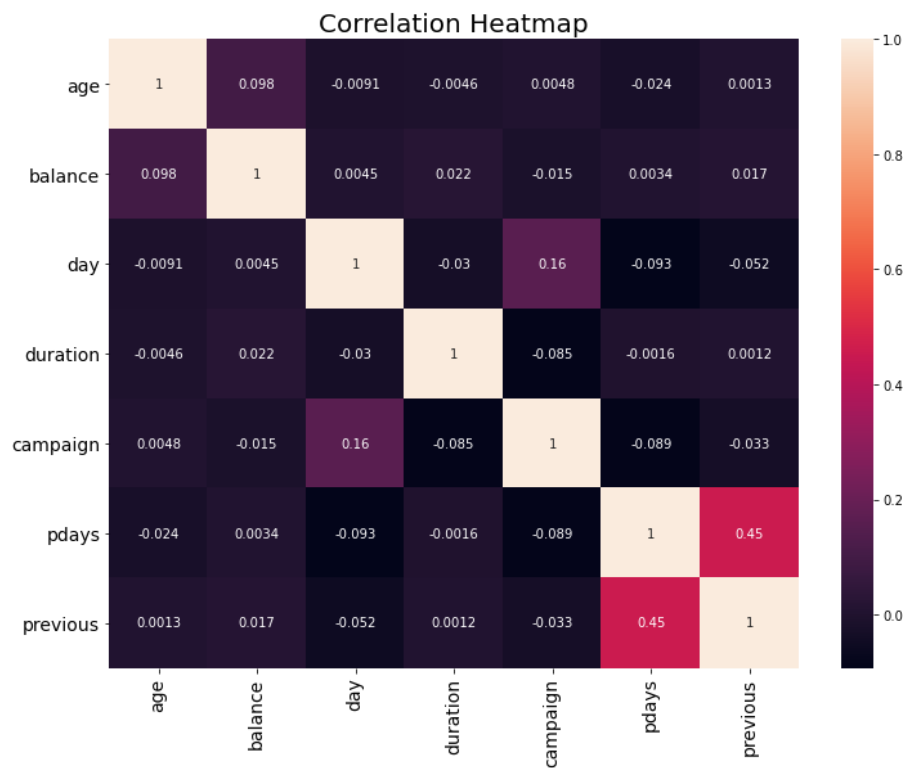 Correlation Heatmap
age 1 0.098 -0.0091 -0.0046 0.0048 -0.024 0.0013
balance 0.098 1 0.0045 0.022 -0.015 0.0034 0.017
day -0.0091 0.0045 1 -0.03 0.16 -0.093 -0.052
duration -0.0046 0.022 -0.03 1 -0.085 -0.0016 0.0012
campaign 0.0048 -0.015 0.16 -0.085 1 -0.089 -0.033
pdays -0.024 0.0034 -0.093 -0.0016 -0.089 1 0.45
previous 0.0013 0.017 -0.052 0.0012 -0.033 0.45 1
age balance day duration campaign pdays previous
1.0
0.8
0.6
0.4
0.2
0.0